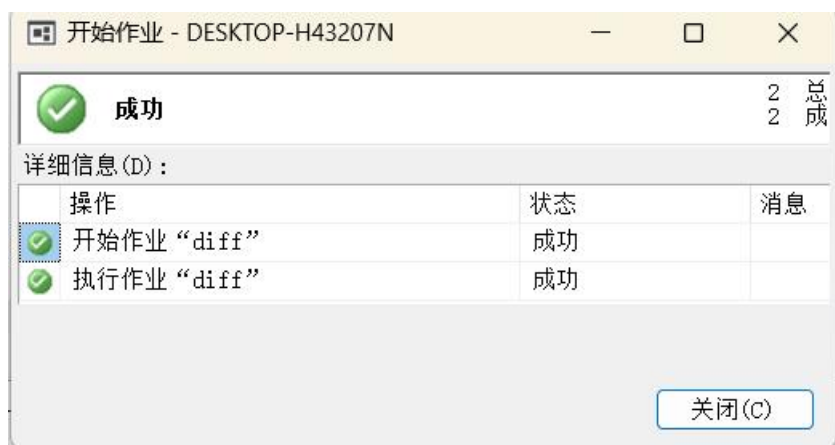 开始作业 - DESKTOP-H43207N
成功
2 总
2 成
详细信息(D):
操作 状态 消息
开始作业“diff” 成功
执行作业“diff” 成功
关闭(C)